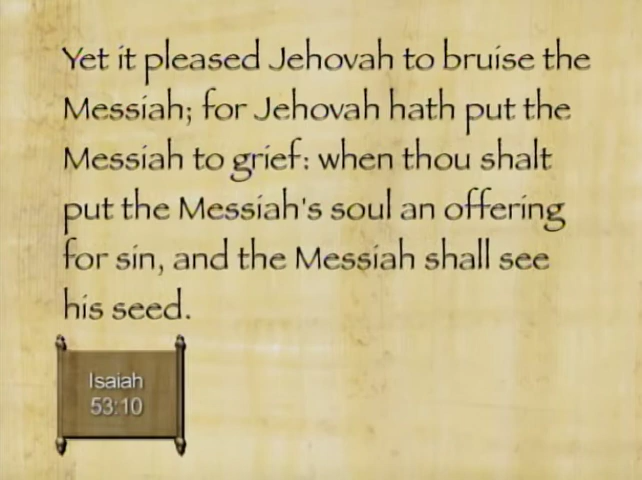 Yet it pleased Jehovah to bruise the
Messiah; for Jehovah hath put the
Messiah to grief: when thou shalt
put the Messiah's soul an offering
for sin, and the Messiah shall see
his seed.
Isaiah
53:10